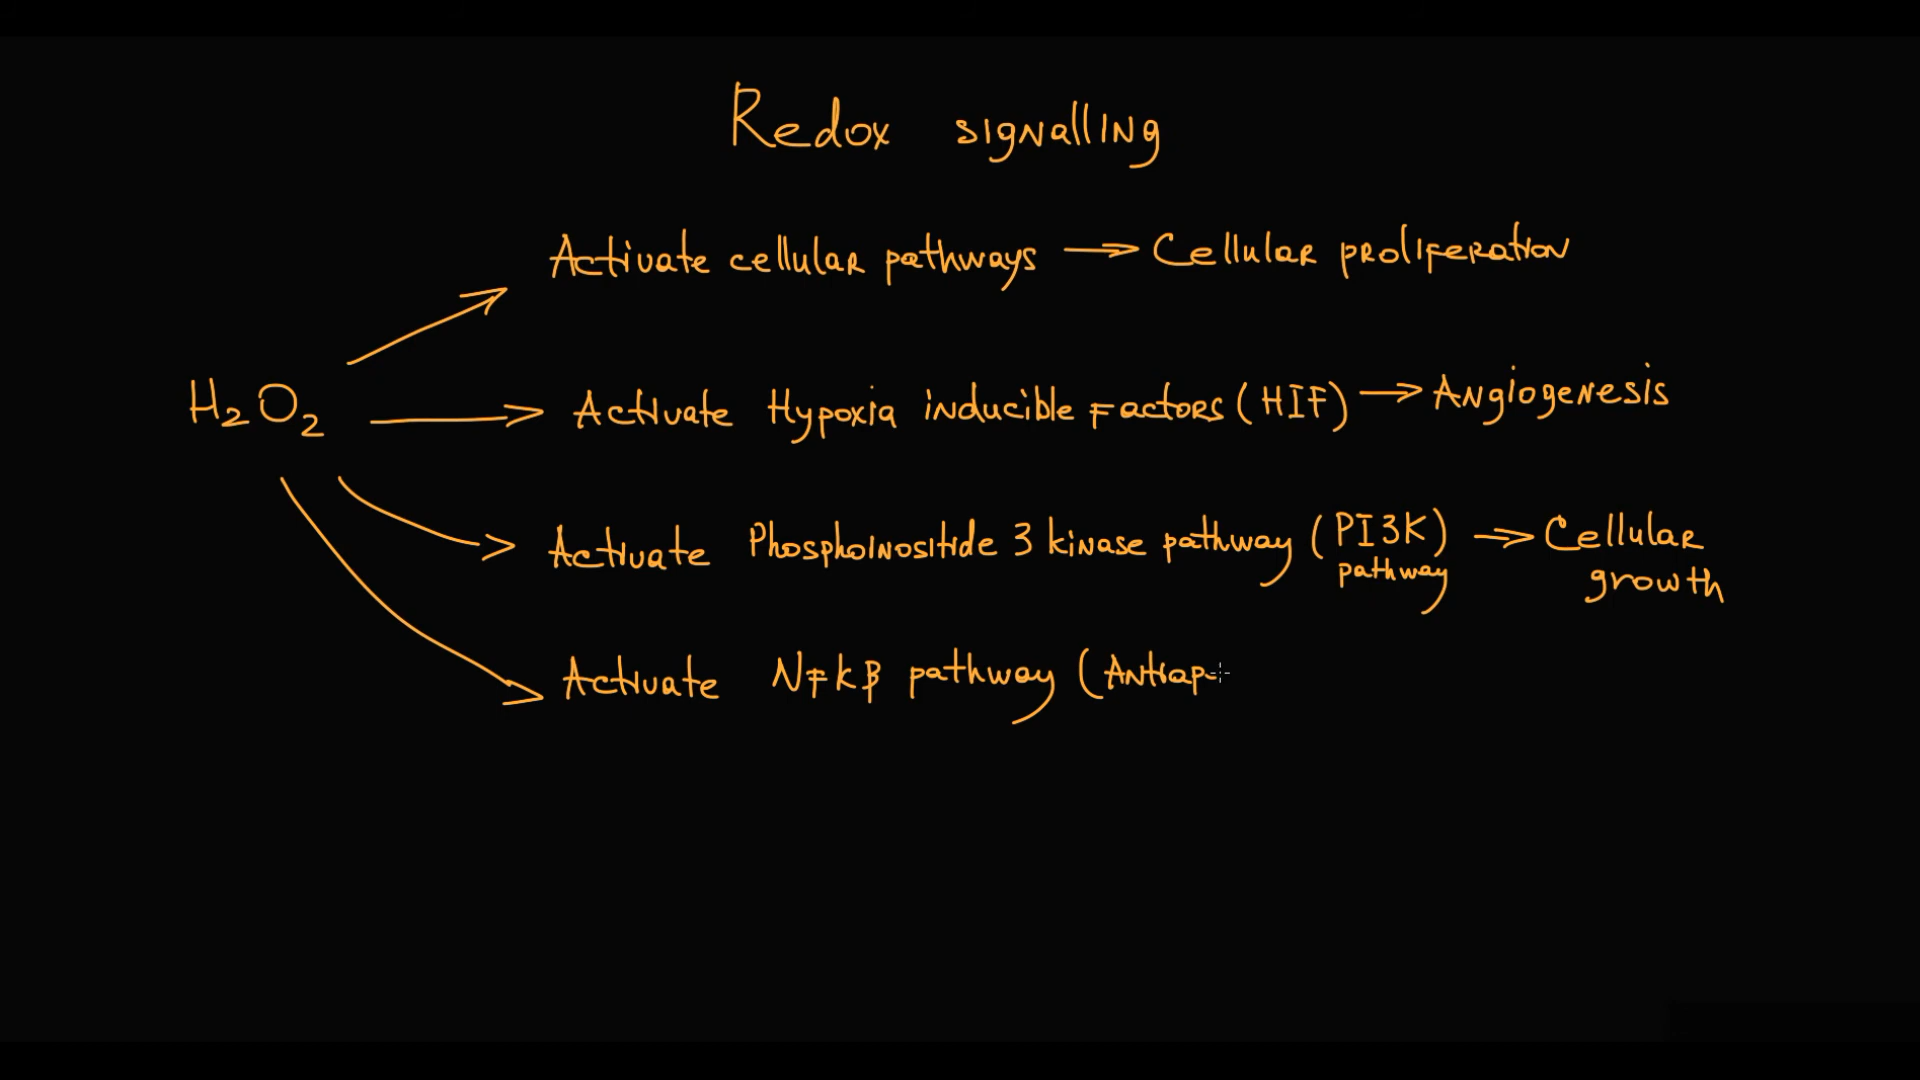 Redox signalling
Activate cellular pathways → Cellular proliferation
H₂O₂ → Activate Hypoxia inducible factors (HIF) → Angiogenesis
Activate Phosphoinositide 3 kinase pathway (PI3K) → Cellular
pathway growth
Activate NFkβ pathway (Antiap